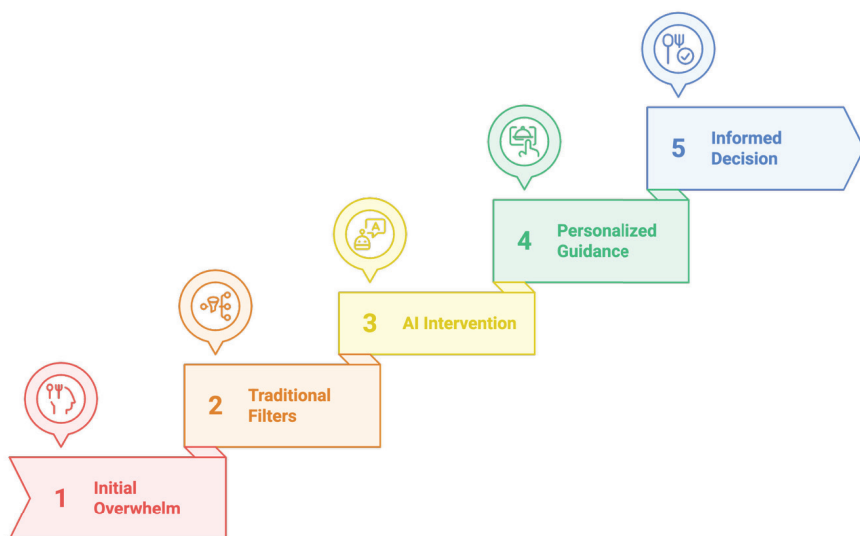 5
Informed
Decision
4
Personalized
Guidance
A
3
AI Intervention
2
Traditional
Filters
1
Initial
Overwhelm